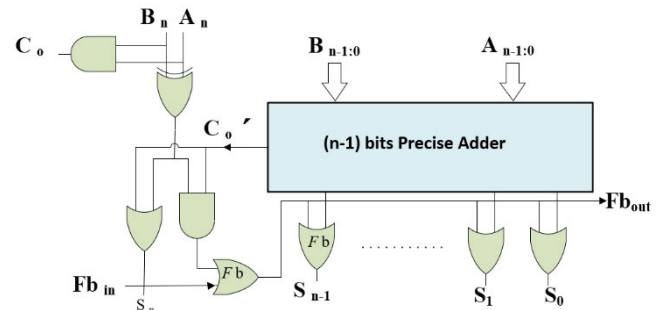 B n A n
C o
B n-1:0 A n-1:0
C o ´
(n-1) bits Precise Adder
Fb out
F b
Fb in
F b
S n-1
S 1
S 0